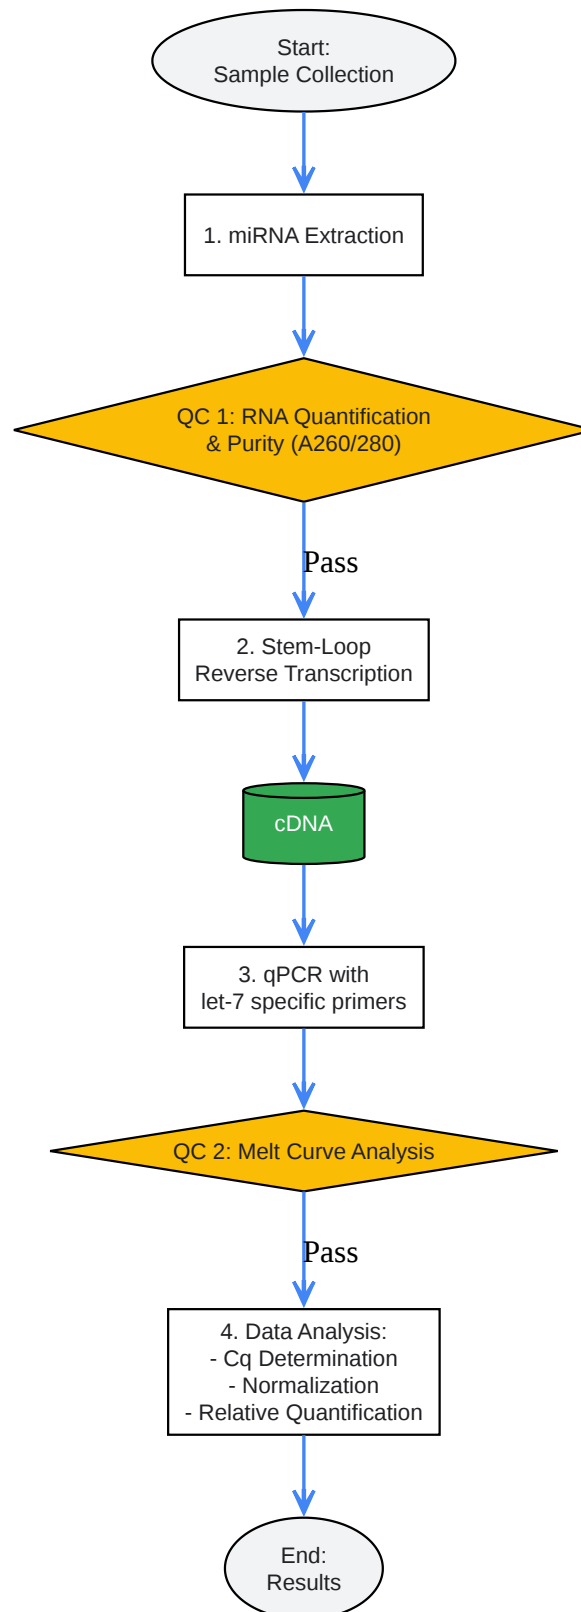 Start:
Sample Collection
1. miRNA Extraction
QC 1: RNA Quantification
& Purity (A260/280)
Pass
2. Stem-Loop
Reverse Transcription
cDNA
3. qPCR with
let-7 specific primers
QC 2: Melt Curve Analysis
Pass
4. Data Analysis:
- Cq Determination
- Normalization
- Relative Quantification
End:
Results